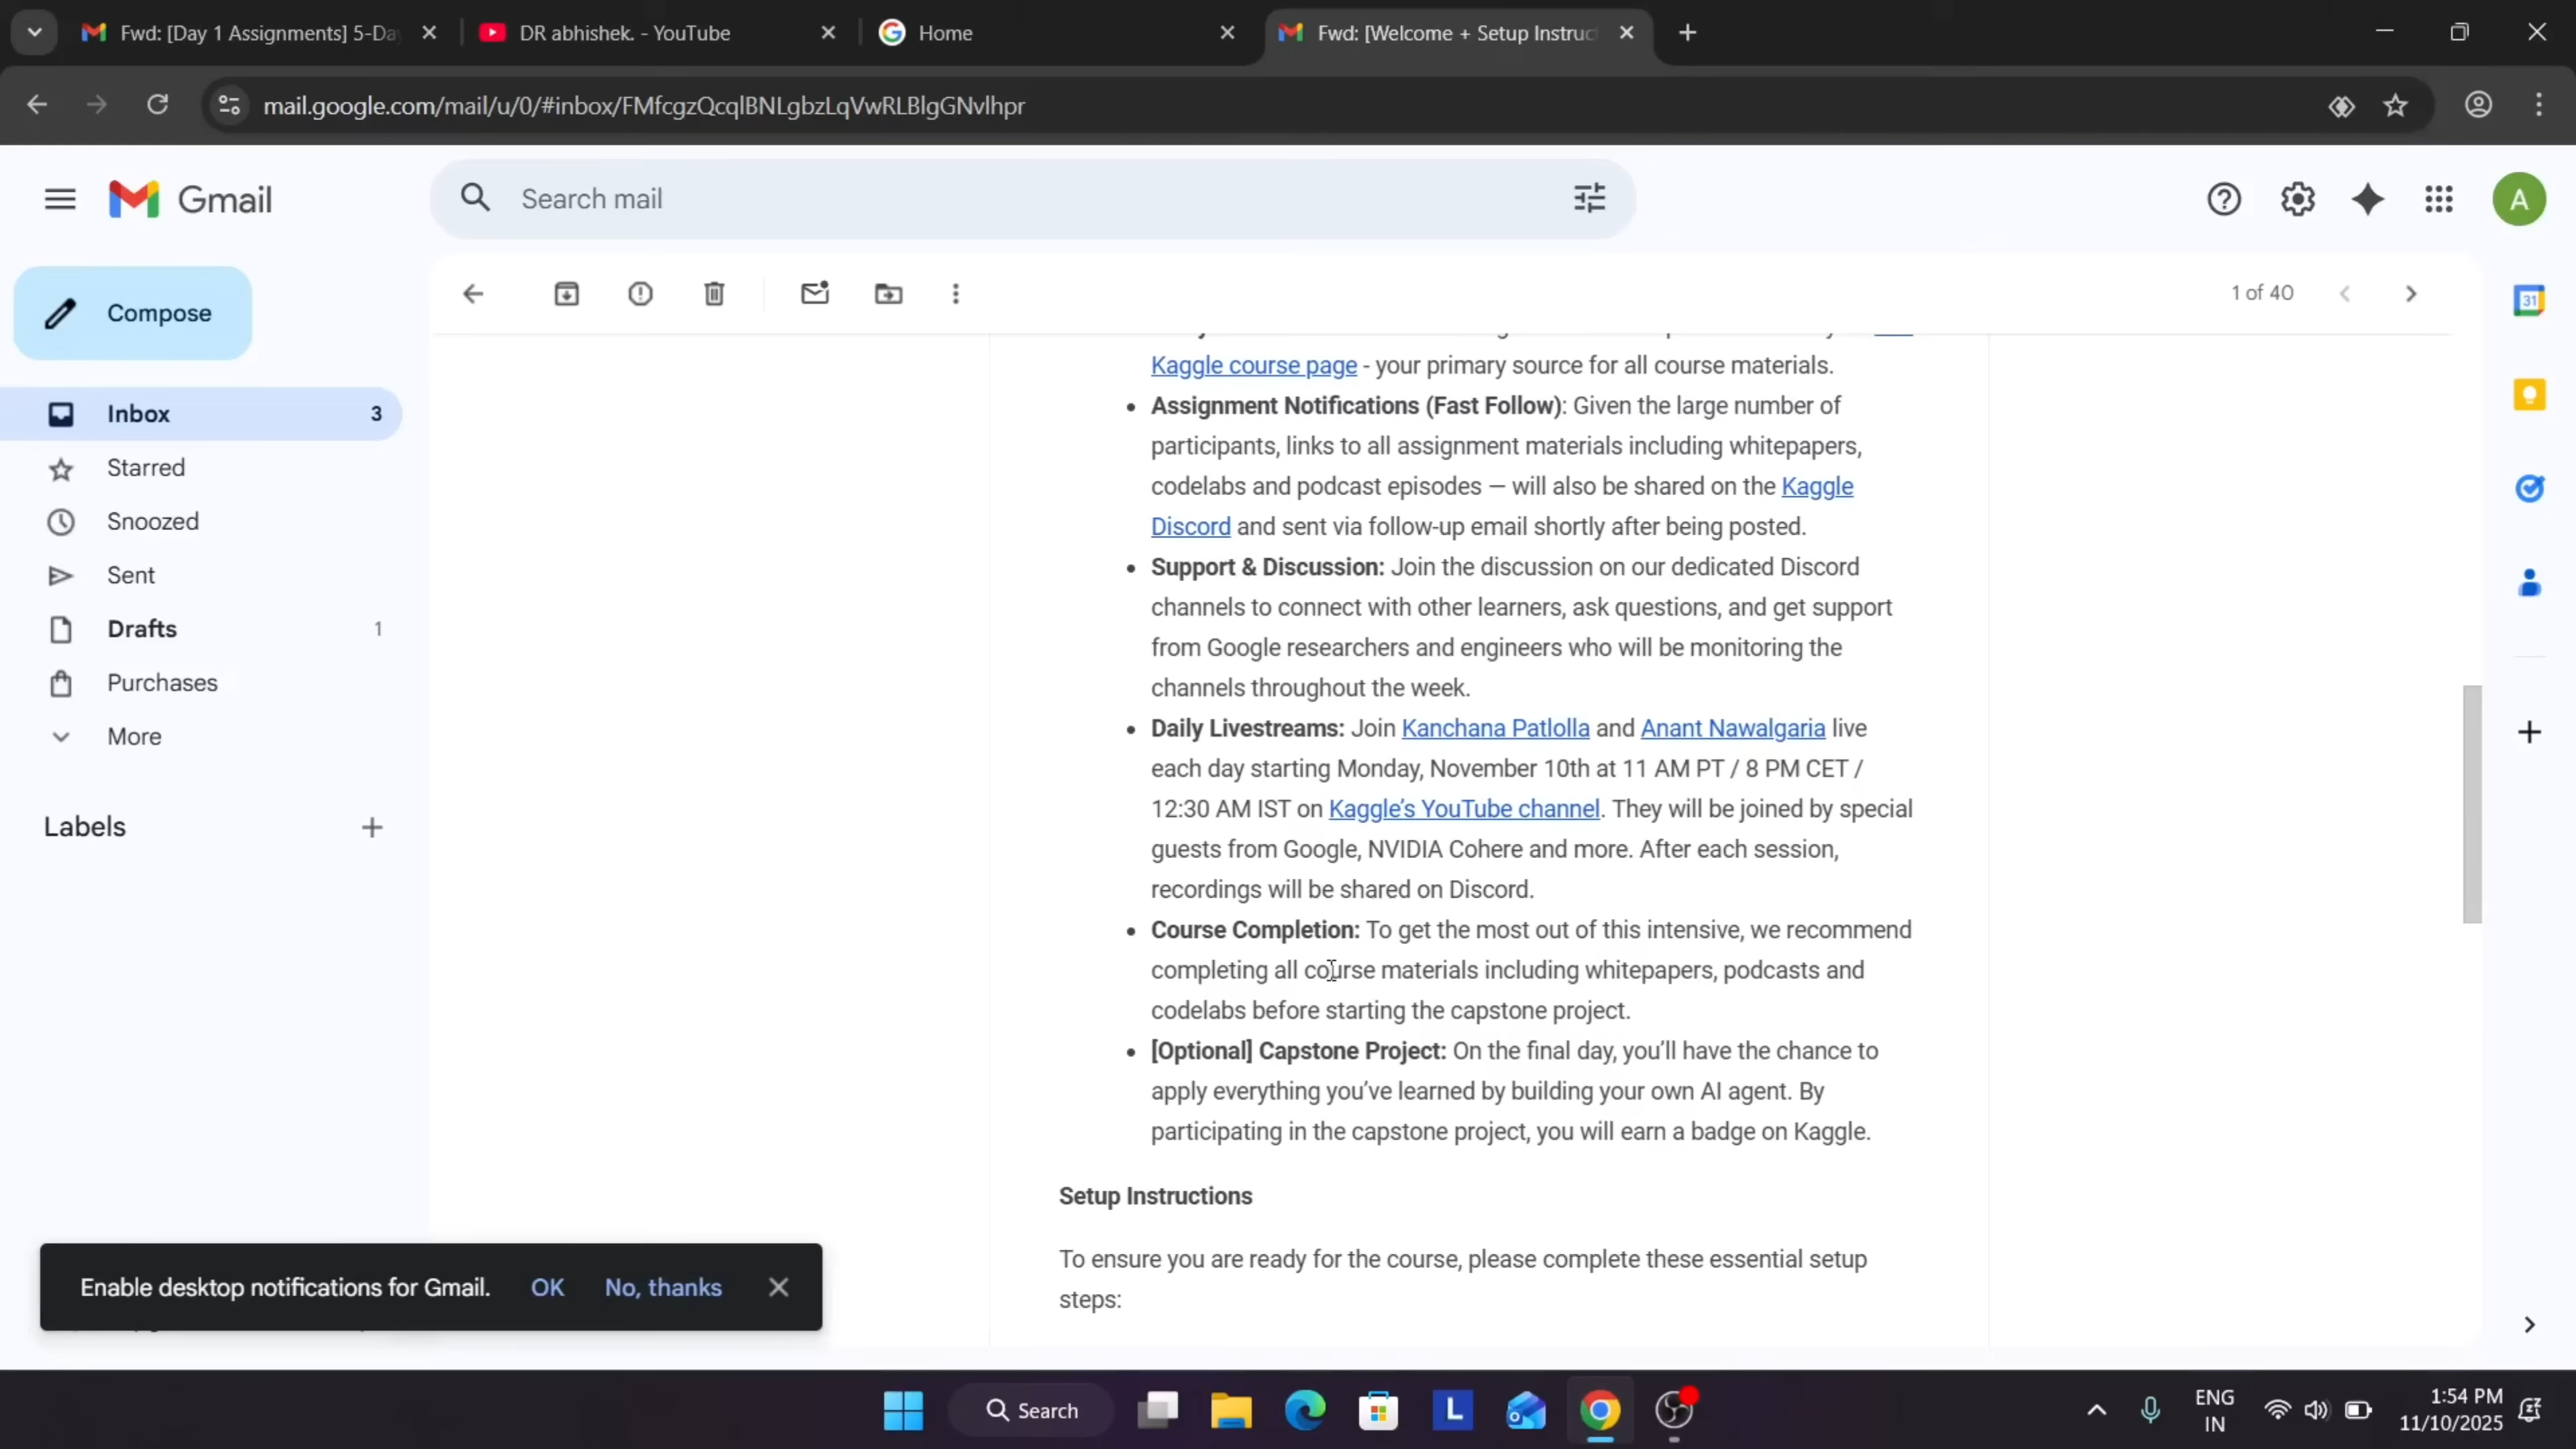 Fwd: [Day 1 Assignments] 5-Da
DR abhishek. - YouTube
Home
Fwd: [Welcome + Setup Instruc
mail.google.com/mail/u/0/#inbox/FMfcgzQcqlBNLgbzLqVwRLBlgGNvlhpr
Gmail
Search mail
A
Compose
1 of 40
Inbox 3
Starred
Snoozed
Sent
Drafts 1
Purchases
More
Labels
Kaggle course page - your primary source for all course materials.
• Assignment Notifications (Fast Follow): Given the large number of
participants, links to all assignment materials including whitepapers,
codelabs and podcast episodes — will also be shared on the Kaggle
Discord and sent via follow-up email shortly after being posted.
• Support & Discussion: Join the discussion on our dedicated Discord
channels to connect with other learners, ask questions, and get support
from Google researchers and engineers who will be monitoring the
channels throughout the week.
• Daily Livestreams: Join Kanchana Patlolla and Anant Nawalgaria live
each day starting Monday, November 10th at 11 AM PT / 8 PM CET /
12:30 AM IST on Kaggle’s YouTube channel. They will be joined by special
guests from Google, NVIDIA Cohere and more. After each session,
recordings will be shared on Discord.
• Course Completion: To get the most out of this intensive, we recommend
completing all course materials including whitepapers, podcasts and
codelabs before starting the capstone project.
• [Optional] Capstone Project: On the final day, you’ll have the chance to
apply everything you’ve learned by building your own AI agent. By
participating in the capstone project, you will earn a badge on Kaggle.
Setup Instructions
To ensure you are ready for the course, please complete these essential setup
steps:
Enable desktop notifications for Gmail. OK No, thanks
31
Search
L
ENG
IN
1:54 PM
11/10/2025